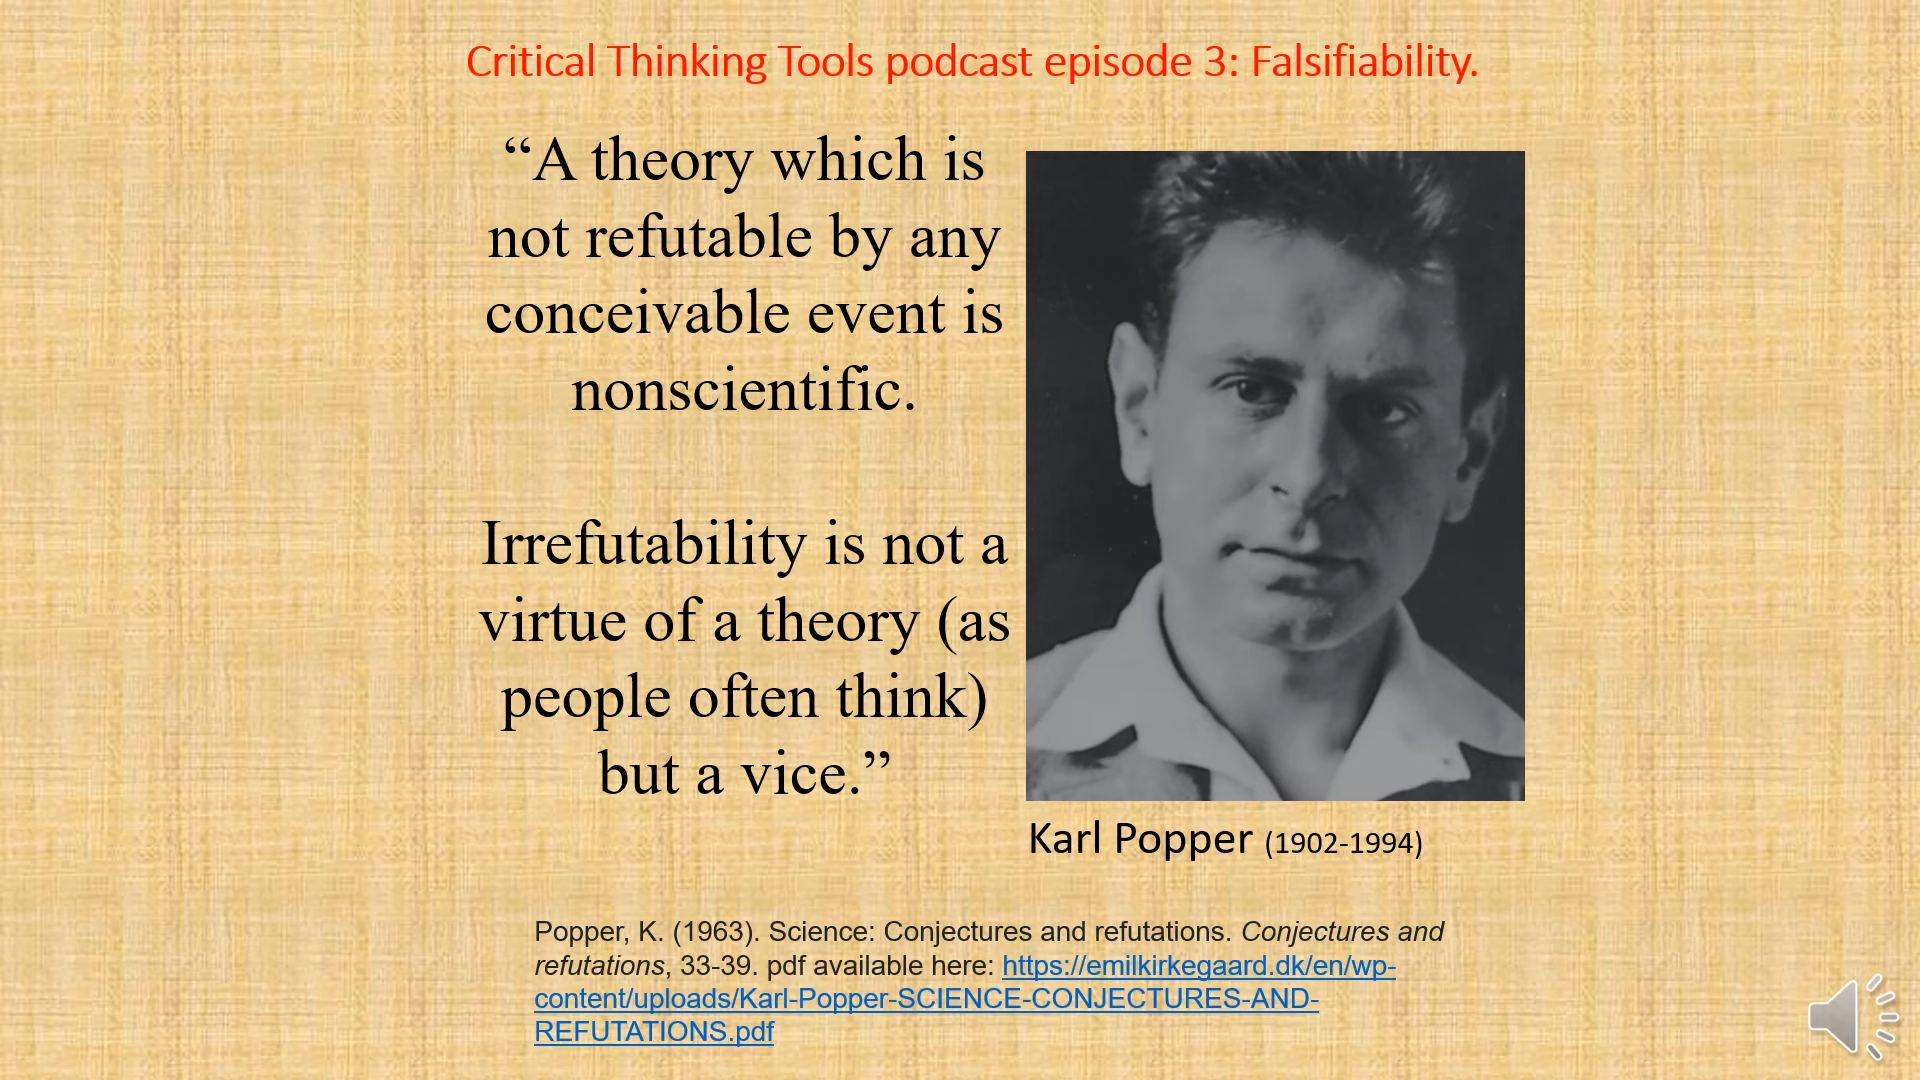 Critical Thinking Tools podcast episode 3: Falsifiability.
“A theory which is
not refutable by any
conceivable event is
nonscientific.
Irrefutability is not a
virtue of a theory (as
people often think)
but a vice.”
Karl Popper (1902-1994)
Popper, K. (1963). Science: Conjectures and refutations. Conjectures and
refutations, 33-39. pdf available here: https://emilkirkegaard.dk/en/wp-
content/uploads/Karl-Popper-SCIENCE-CONJECTURES-AND-
REFUTATIONS.pdf